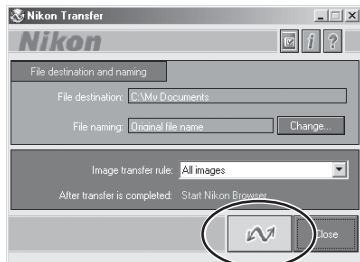 Nikon Transfer
Nikon
File destination and naming
File destination: C:\My Documents
File naming: Original file name
Change...
Image transfer rule: All images
After transfer is completed: Start Nikon Browser
Close